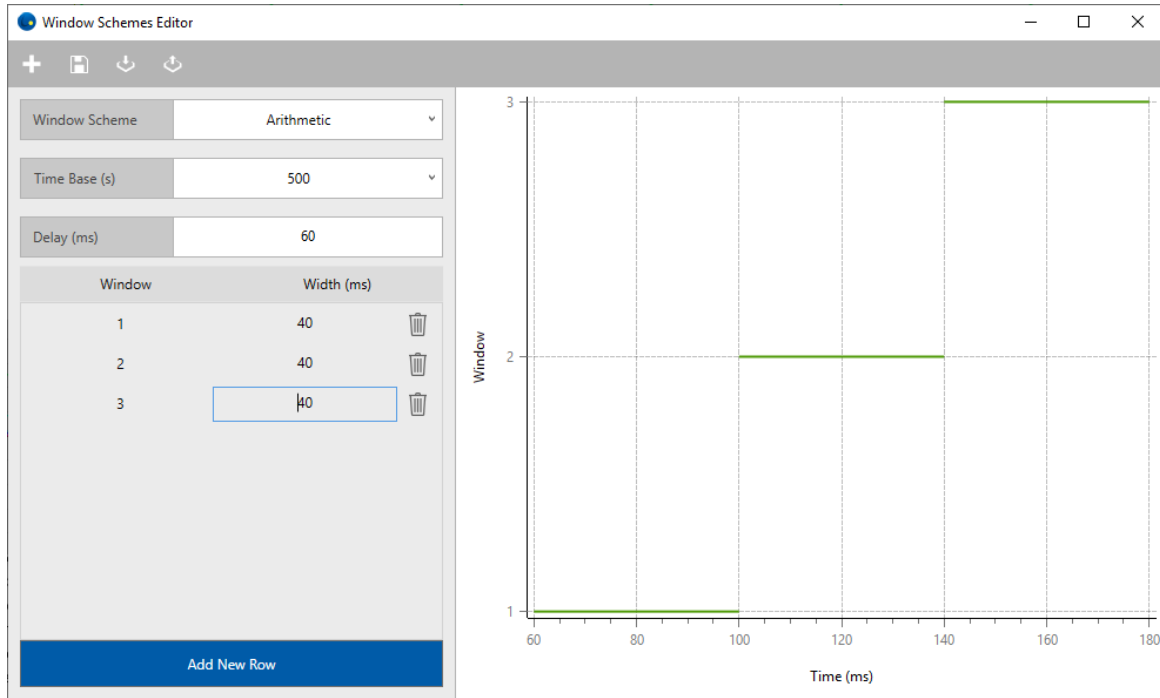 Window Schemes Editor
Window Scheme Arithmetic
Time Base (s) 500
Delay (ms) 60
Window Width (ms)
1 40
2 40
3 40
Add New Row
3
2
1
Window
60 80 100 120 140 160 180
Time (ms)